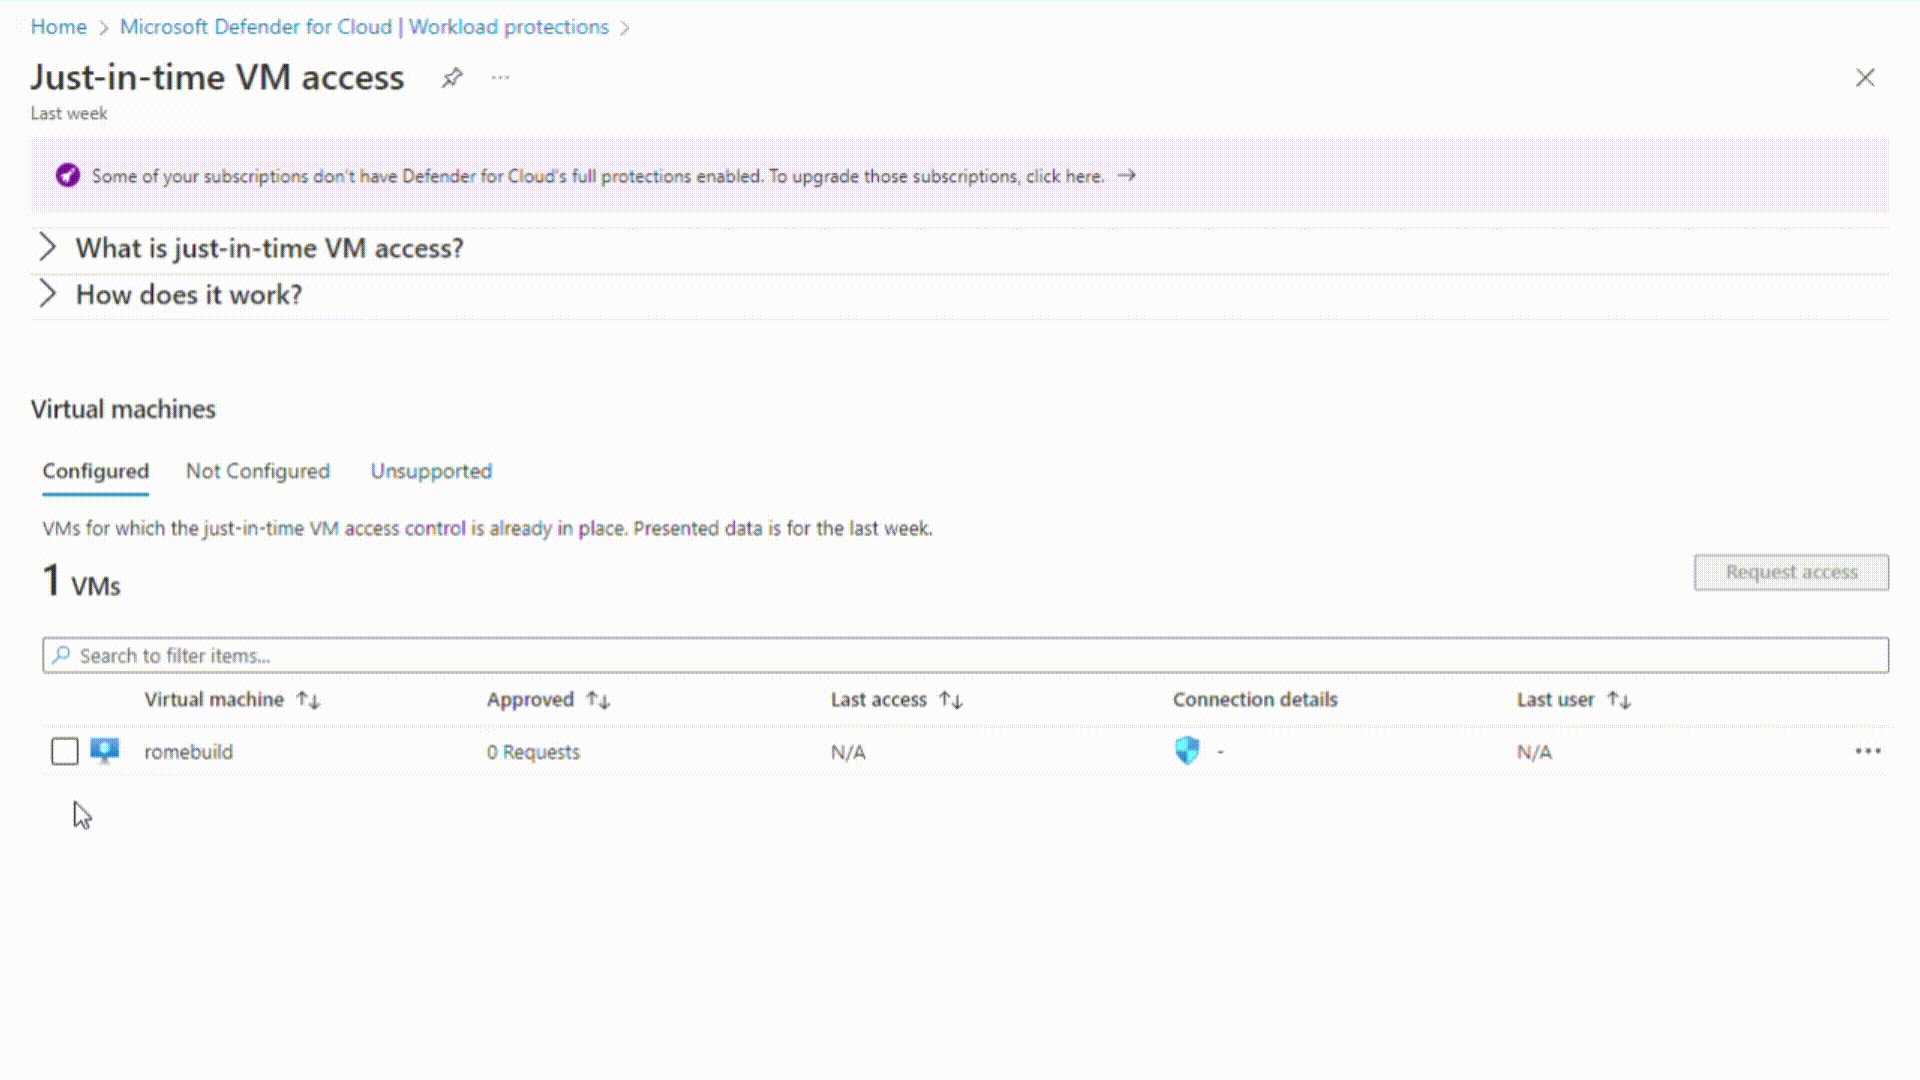 Home > Microsoft Defender for Cloud | Workload protections >
Just-in-time VM access
Last week
Some of your subscriptions don't have Defender for Cloud's full protections enabled. To upgrade those subscriptions, click here. →
What is just-in-time VM access?
How does it work?
Virtual machines
Configured Not Configured Unsupported
VMs for which the just-in-time VM access control is already in place. Presented data is for the last week.
1 VMs
Request access
Search to filter items...
Virtual machine ↑↓ Approved ↑↓ Last access ↑↓ Connection details Last user ↑↓
romebuild 0 Requests N/A - N/A